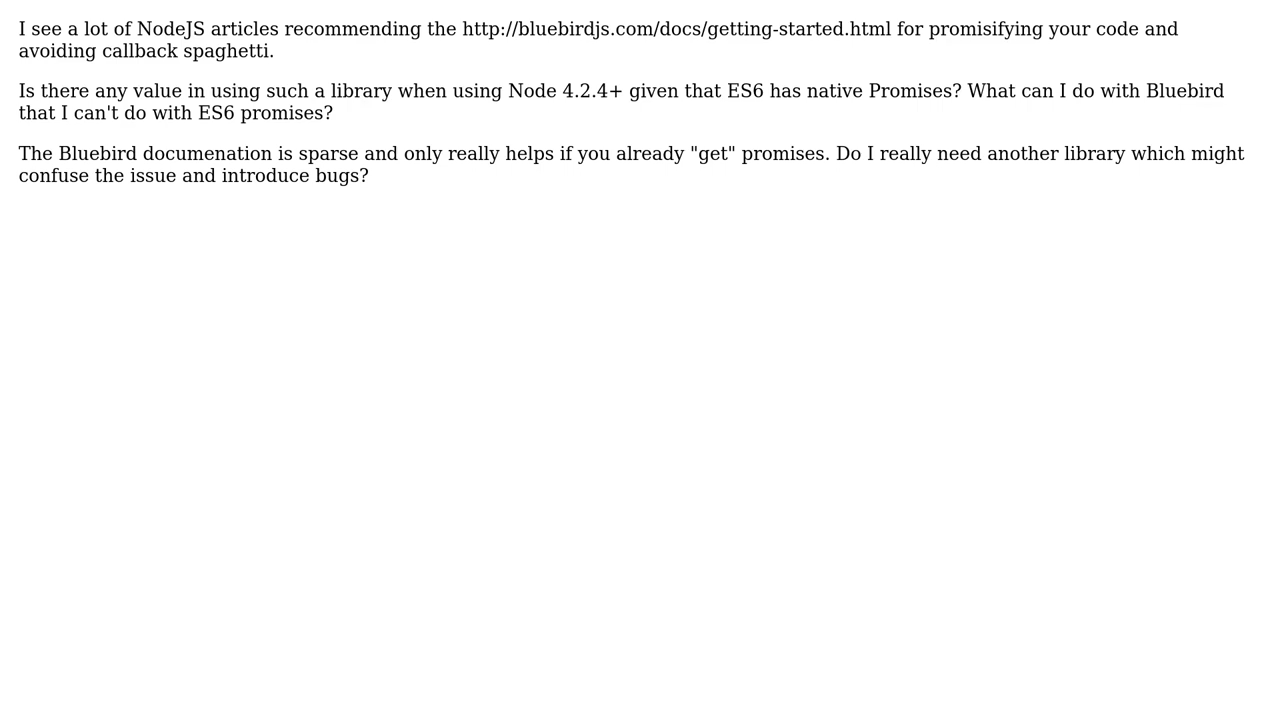 I see a lot of NodeJS articles recommending the http://bluebirdjs.com/docs/getting-started.html for promisifying your code and
avoiding callback spaghetti.
Is there any value in using such a library when using Node 4.2.4+ given that ES6 has native Promises? What can I do with Bluebird
that I can't do with ES6 promises?
The Bluebird documenation is sparse and only really helps if you already "get" promises. Do I really need another library which might
confuse the issue and introduce bugs?